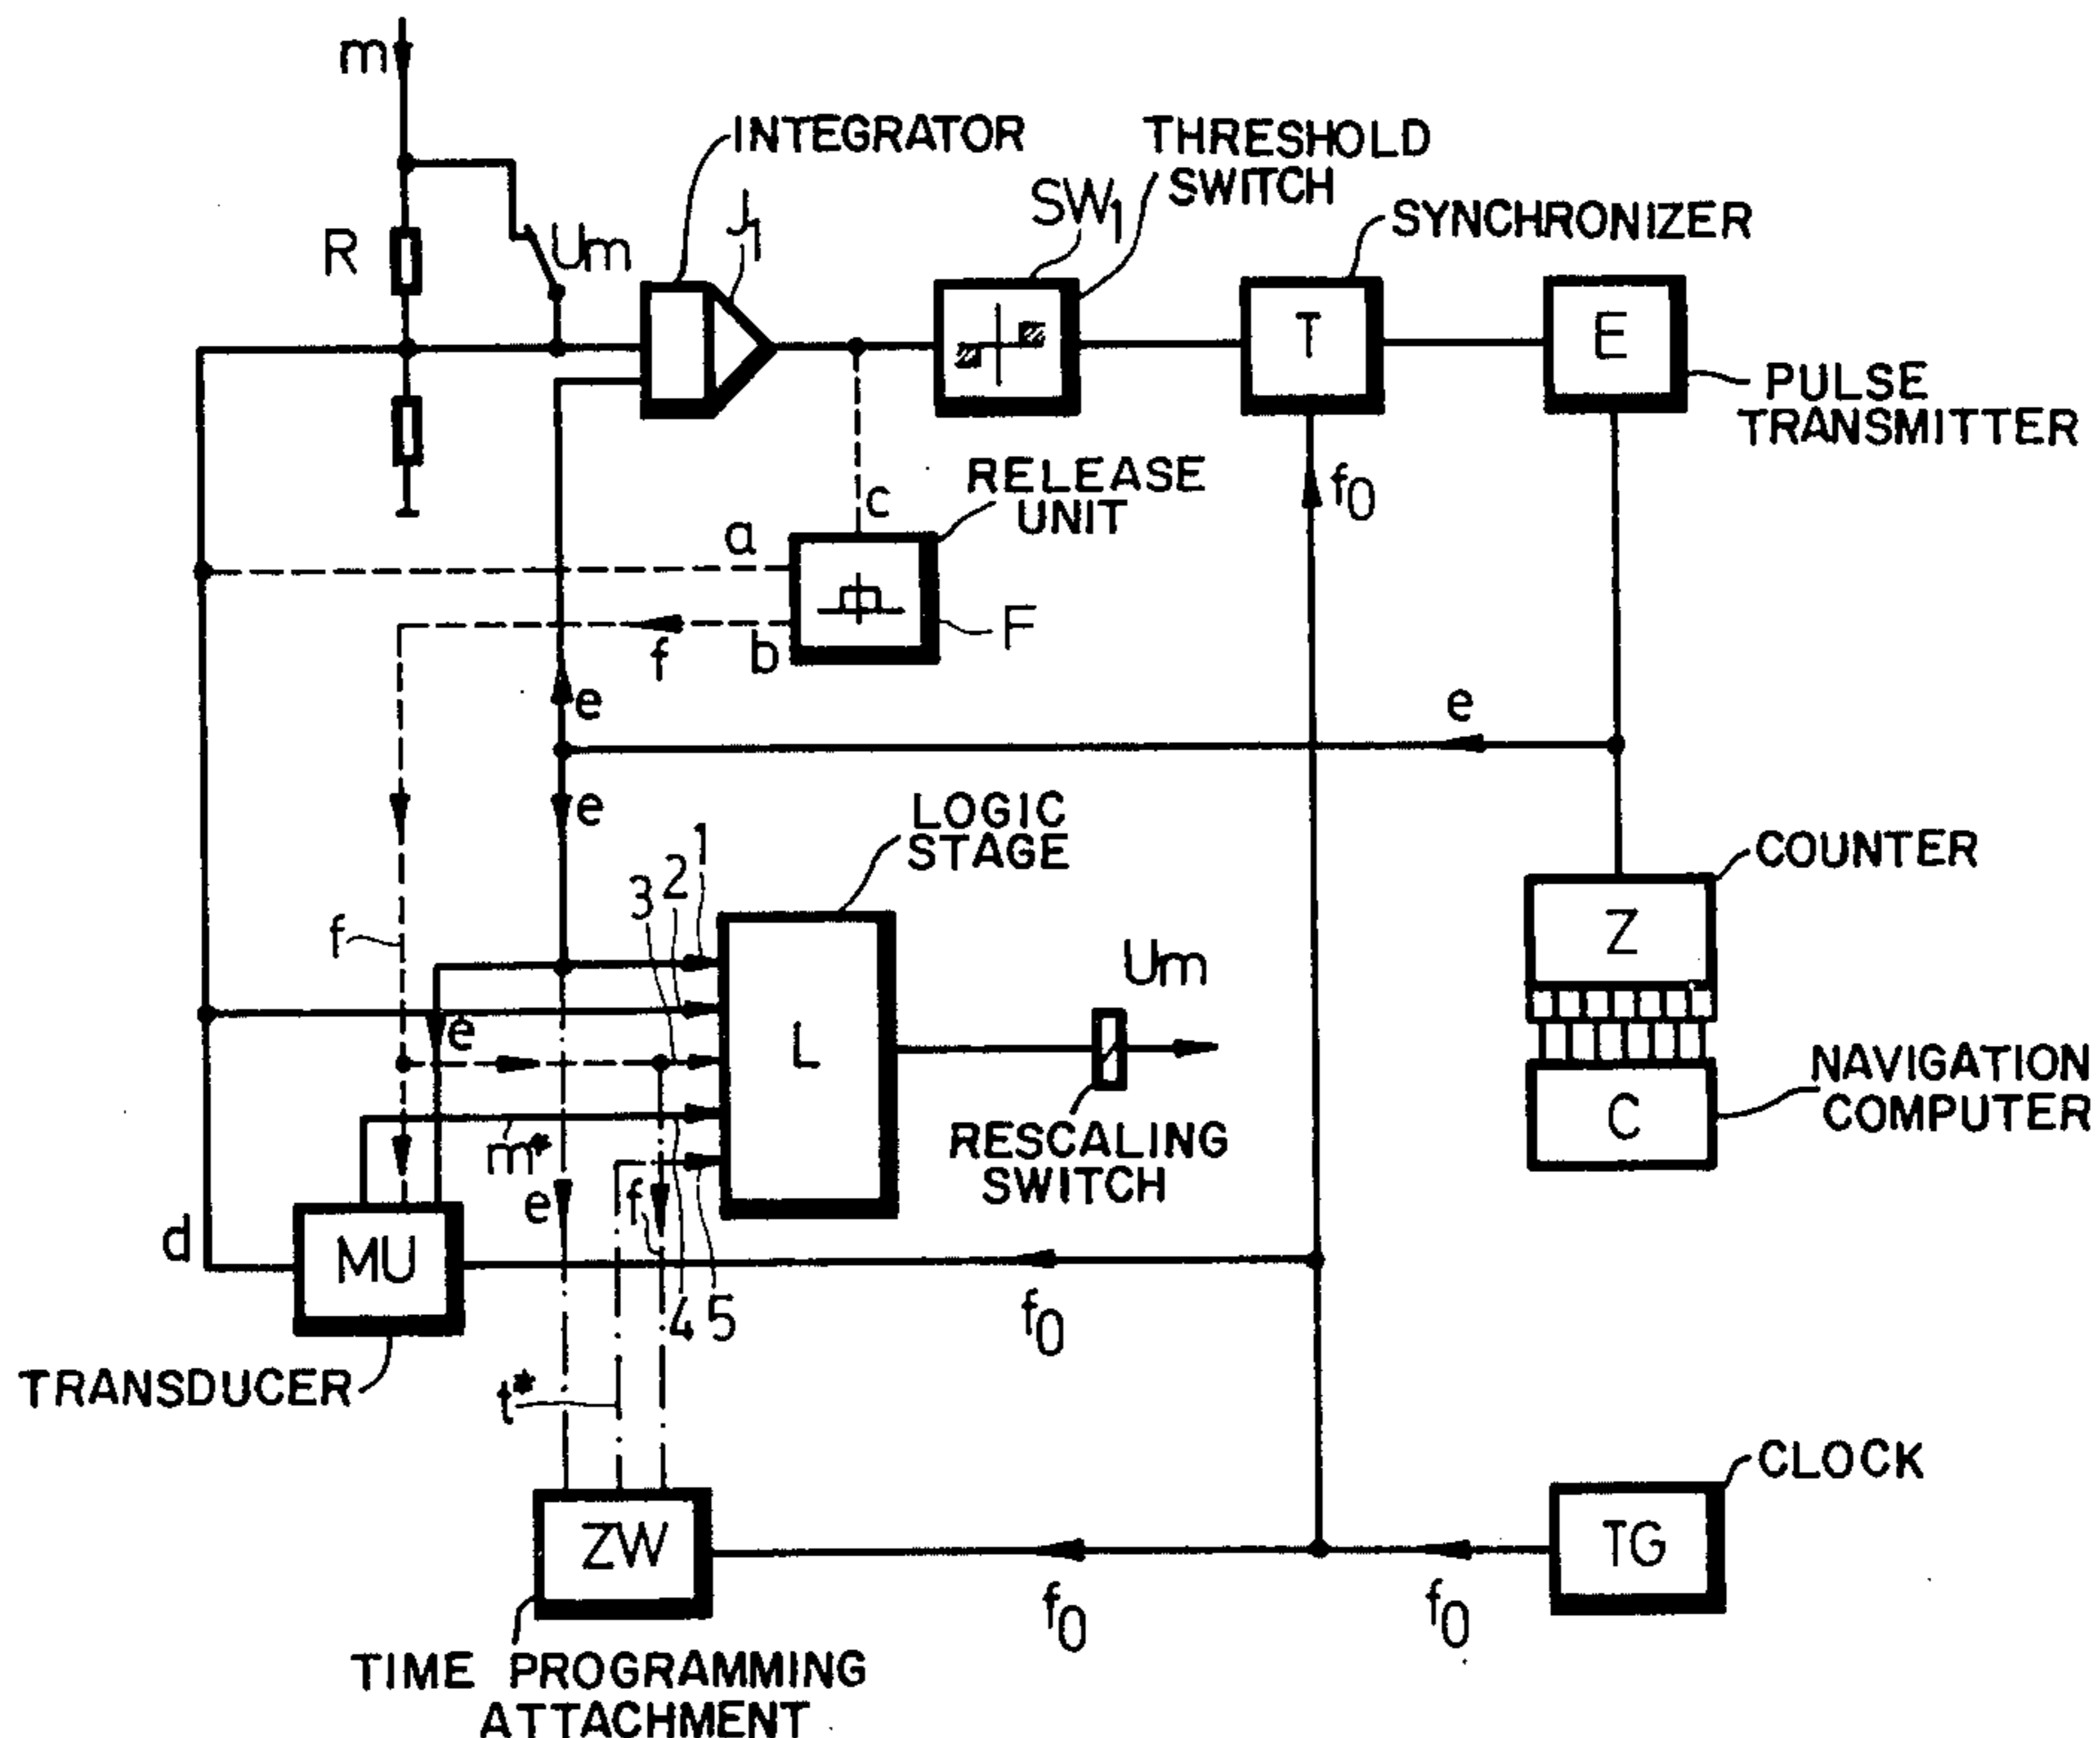 m
INTEGRATOR
THRESHOLD
SWITCH
SW1
J1
SYNCHRONIZER
R
Um
T
E
PULSE
TRANSMITTER
RELEASE
UNIT
c
f0
a
F
f
b
e
e
e
LOGIC
STAGE
COUNTER
1
2
3
Z
f
Um
e
L
NAVIGATION
COMPUTER
C
m*
RESCALING
SWITCH
e
f
d
MU
4 5
f0
TRANSDUCER
t*
CLOCK
ZW
TG
f0
f0
TIME PROGRAMMING
ATTACHMENT